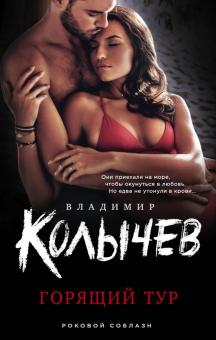 Они приехали на море,
чтобы окунуться в любовь.
Но едва не утонули в крови...
ВЛАДИМИР
КОЛЫЧЕВ
ГОРЯЩИЙ ТУР
РОКОВОЙ СОБЛАЗН